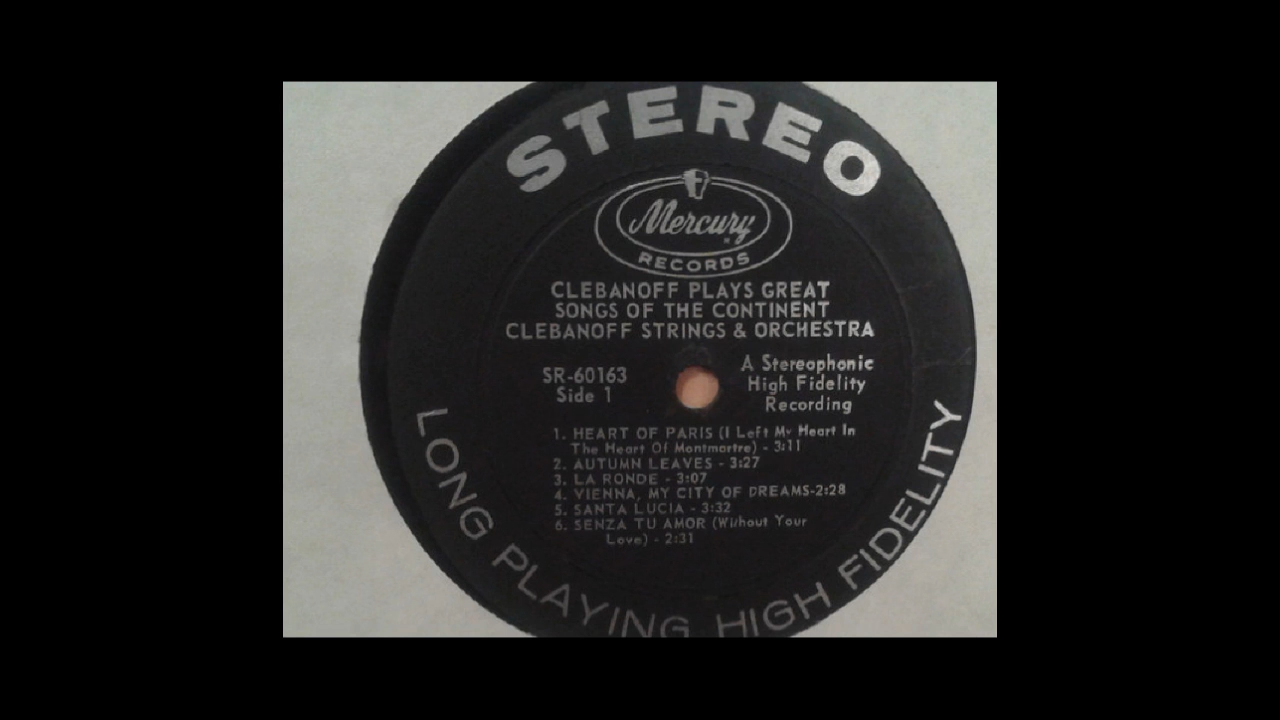 STEREO
Mercury
RECORDS
CLEBANOFF PLAYS GREAT
SONGS OF THE CONTINENT
CLEBANOFF STRINGS & ORCHESTRA
SR-60163
Side 1
A Stereophonic
High Fidelity
Recording
1. HEART OF PARIS (I Left My Heart In
The Heart Of Montmartre) - 3:11
2. AUTUMN LEAVES - 3:27
3. LA RONDE - 3:07
4. VIENNA, MY CITY OF DREAMS-2:28
5. SANTA LUCIA - 3:32
6. SENZA TU AMOR (Without Your
Love) - 2:31
LONG PLAYING HIGH FIDELITY